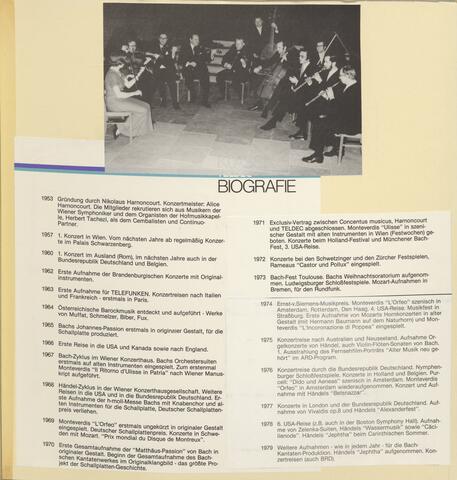 BIOGRAFIE
1953 Gründung durch Nikolaus Harnoncourt. Konzertmeister: Alice
Harnoncourt. Die Mitglieder rekrutieren sich aus Musikern der
Wiener Symphoniker und dem Organisten der Hofmusikkapel-
le, Herbert Tachezi, als dem Cembalisten und Continuo-
Partner.
1957 1. Konzert in Wien. Vom nächsten Jahre ab regelmäßig Konzer-
te im Palais Schwarzenberg.
1960 1. Konzert im Ausland (Rom), im nächsten Jahre auch in der
Bundesrepublik Deutschland und Belgien.
1962 Erste Aufnahme der Brandenburgischen Konzerte mit Original-
instrumenten.
1963 Erste Aufnahme für TELEFUNKEN. Konzertreisen nach Italien
und Frankreich - erstmals in Paris.
1964 Österreichische Barockmusik entdeckt und aufgeführt - Werke
von Muffat, Schmelzer, Biber, Fux.
1965 Bachs Johannes-Passion erstmals in originaler Gestalt, für die
Schallplatte produziert.
1966 Erste Reise in die USA und Kanada sowie nach England.
1967 Bach-Zyklus im Wiener Konzerthaus. Bachs Orchestersuiten
erstmals auf alten Instrumenten eingespielt. Zum erstenmal
Monteverdis "Il Ritorno d'Ulisse in Patria" nach Wiener Manus-
kript aufgeführt.
1968 Händel-Zyklus in der Wiener Konzerthausgesellschaft. Weitere
Reisen in die USA und in die Bundesrepublik Deutschland. Er-
ste Aufnahme der h-moll-Messe Bachs mit Knabenchor und al-
ten Instrumenten für die Schallplatte, Deutscher Schallplatten-
preis verliehen.
1969 Monteverdis "L'Orfeo" erstmals ungekürzt in originaler Gestalt
eingespielt. Deutscher Schallplattenpreis. Konzerte in Schwe-
den mit Mozart. "Prix mondial du Disque de Montreux".
1970 Erste Gesamtaufnahme der "Matthäus-Passion" von Bach in
originaler Gestalt. Beginn der Gesamtaufnahme des Bach-
schen Kantatenwerkes im Originalklangbild - das größte Pro-
jekt der Schallplatten-Geschichte.
1971 Exclusiv-Vertrag zwischen Concentus musicus, Harnoncourt
und TELDEC abgeschlossen. Monteverdis "Ulisse" in szeni-
scher Gestalt mit alten Instrumenten in Wien (Festwochen) ge-
boten. Konzerte beim Holland-Festival und Münchener Bach-
Fest, 3. USA-Reise.
1972 Konzerte bei den Schwetzinger und den Zürcher Festspielen,
Rameaus "Castor und Pollux" eingespielt.
1973 Bach-Fest Toulouse. Bachs Weihnachtsoratorium aufgenom-
men. Ludwigsburger Schloßfestspiele. Mozart-Aufnahmen in
Bremen, für den Rundfunk.
1974 Ernst-v.Siemens-Musikpreis. Monteverdis "L'Orfeo" szenisch in
Amsterdam, Rotterdam, Den Haag. 4. USA-Reise. Musikfest in
Straßburg. Erste Aufnahme von Mozarts Hornkonzerten in alter
Gestalt (mit Hermann Baumann auf dem Naturhorn) und Mon-
teverdis "L'Incoronazione di Poppea" eingespielt.
1975 Konzertreise nach Australien und Neuseeland. Aufnahme Or-
gelkonzerte von Händel, auch Violin-Flöten-Sonaten von Bach.
1. Ausstrahlung des Fernsehfilm-Porträts "Alter Musik neu ge-
hört" im ARD-Program.
1976 Konzertreise durch die Bundesrepublik Deutschland. Nymphen-
burger Schloßfestspiele. Konzerte in Holland und Belgien. Pur-
cell: "Dido und Aeneas" szenisch in Amsterdam. Monteverdis
"Orfeo" in Amsterdam wiederaufgenommen, Konzert und Auf-
nahme mit Händels "Belsnazzar".
1977 Konzerte in London und der Bundesrepublik Deutschland. Auf-
nahme von Vivaldis op.8 und Händels "Alexanderfest".
1978 6. USA-Reise (z.B. auch in der Boston Symphony Hall). Aufnah-
me von Zelenka-Suiten, Händels "Wassermusik" sowie "Cäci-
lienode". Händels "Jephtha" beim Carinthischen Sommer.
1979 Weitere Aufnahmen - wie in jedem Jahr - für die Bach-
Kantaten-Produktion. Händels "Jephtha" aufgenommen. Kon-
zertreisen (auch BRD).